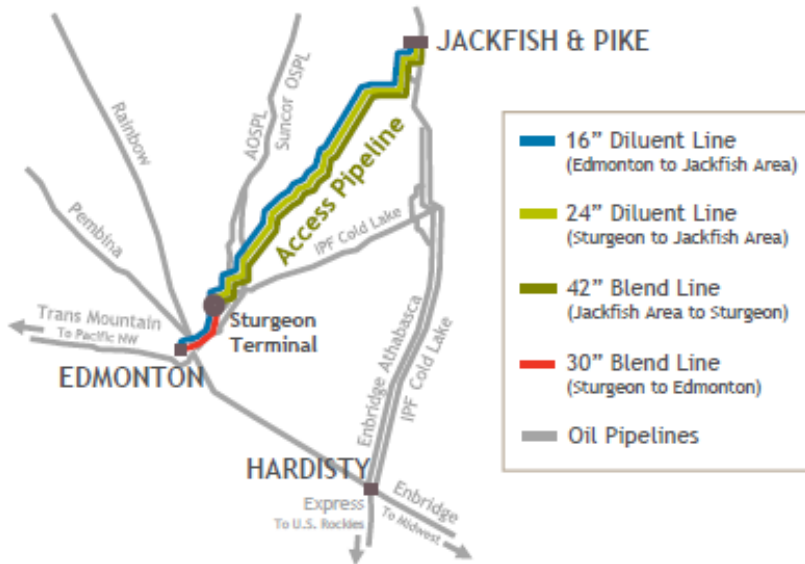 JACKFISH & PIKE
Rainbow
AOSPL
Suncor OSPL
Access Pipeline
Pembina
IPF Cold Lake
Trans Mountain
To Pacific NW
Sturgeon
Terminal
EDMONTON
Enbridge Athabasca
IPF Cold Lake
HARDISTY
Express
To U.S. Rockies
Enbridge
To Midwest
16” Diluent Line
(Edmonton to Jackfish Area)
24” Diluent Line
(Sturgeon to Jackfish Area)
42” Blend Line
(Jackfish Area to Sturgeon)
30” Blend Line
(Sturgeon to Edmonton)
Oil Pipelines